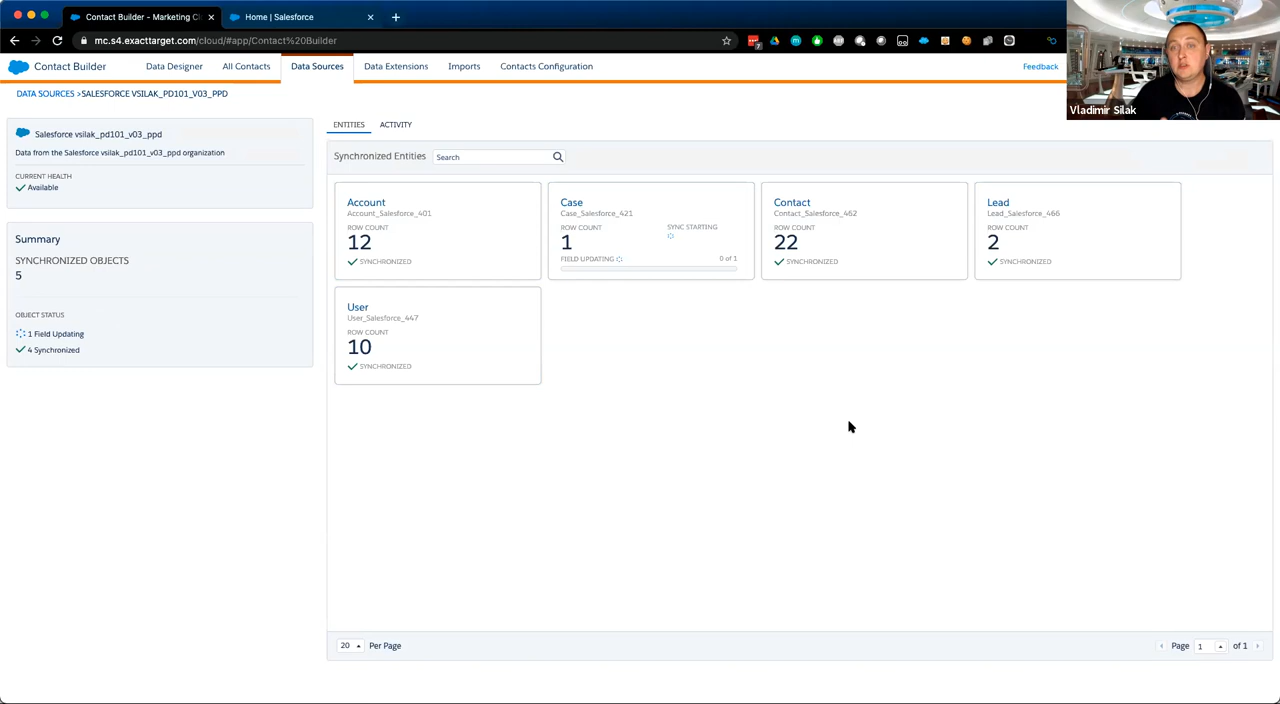 Contact Builder - Marketing Cl
Home | Salesforce
mc.s4.exacttarget.com/cloud/#app/Contact%20Builder
Contact Builder
Data Designer
All Contacts
Data Sources
Data Extensions
Imports
Contacts Configuration
Feedback
Vladimir Silak
DATA SOURCES >SALESFORCE VSILAK_PD101_V03_PPD
Salesforce vsilak_pd101_v03_ppd
Data from the Salesforce vsilak_pd101_v03_ppd organization
CURRENT HEALTH
Available
Summary
SYNCHRONIZED OBJECTS
5
OBJECT STATUS
1 Field Updating
4 Synchronized
ENTITIES
ACTIVITY
Synchronized Entities
Search
Account
Account_Salesforce_401
ROW COUNT
12
SYNCHRONIZED
Case
Case_Salesforce_421
ROW COUNT
1
SYNC STARTING
FIELD UPDATING
0 of 1
Contact
Contact_Salesforce_462
ROW COUNT
22
SYNCHRONIZED
Lead
Lead_Salesforce_466
ROW COUNT
2
SYNCHRONIZED
User
User_Salesforce_447
ROW COUNT
10
SYNCHRONIZED
20 Per Page
Page 1 of 1